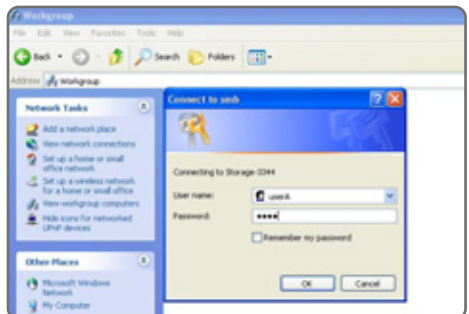 Workgroup
File Edit View Favorites Tools Help
Back Search Folders
Address Workgroup
Network Tasks
Add a network place
View network connections
Set up a home or small
office network
Set up a wireless network
for a home or small office
View workgroup computers
Hide icons for networked
UPnP devices
Other Places
Microsoft Windows
Network
My Computer
Connect to smb
Connecting to Storage-3344
User name: userA
Password: ••••
Remember my password
OK Cancel